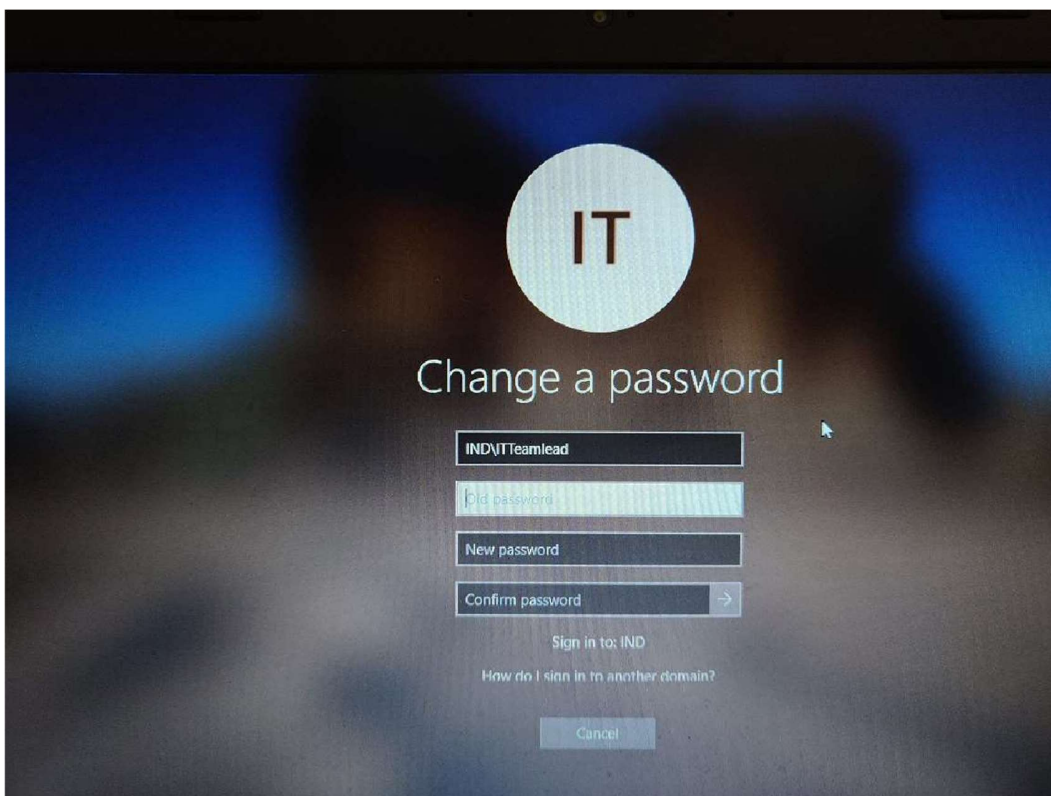 IT
Change a password
IND\ITTeamlead
Old password
New password
Confirm password
Sign in to: IND
How do I sign in to another domain?
Cancel